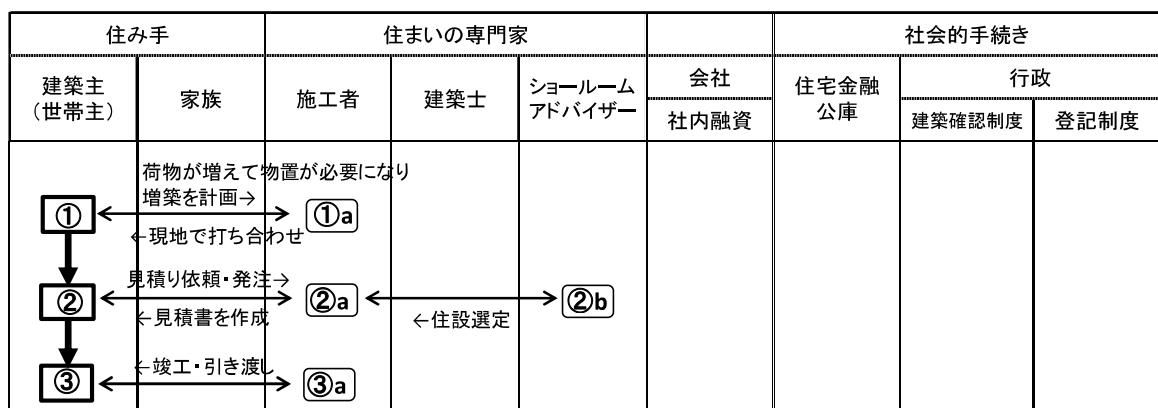 住み手 住まいの専門家 社会的手続き
建築主
(世帯主)
家族
施工者
建築士
ショールーム
アドバイザー
会社
社内融資
住宅金融
公庫
行政
建築確認制度 登記制度
荷物が増えて物置が必要になり
増築を計画→
① ①a
←現地で打ち合わせ
見積り依頼・発注→
② ②a ②b
←見積書を作成 ←住設選定
←竣工・引き渡し
③ ③a